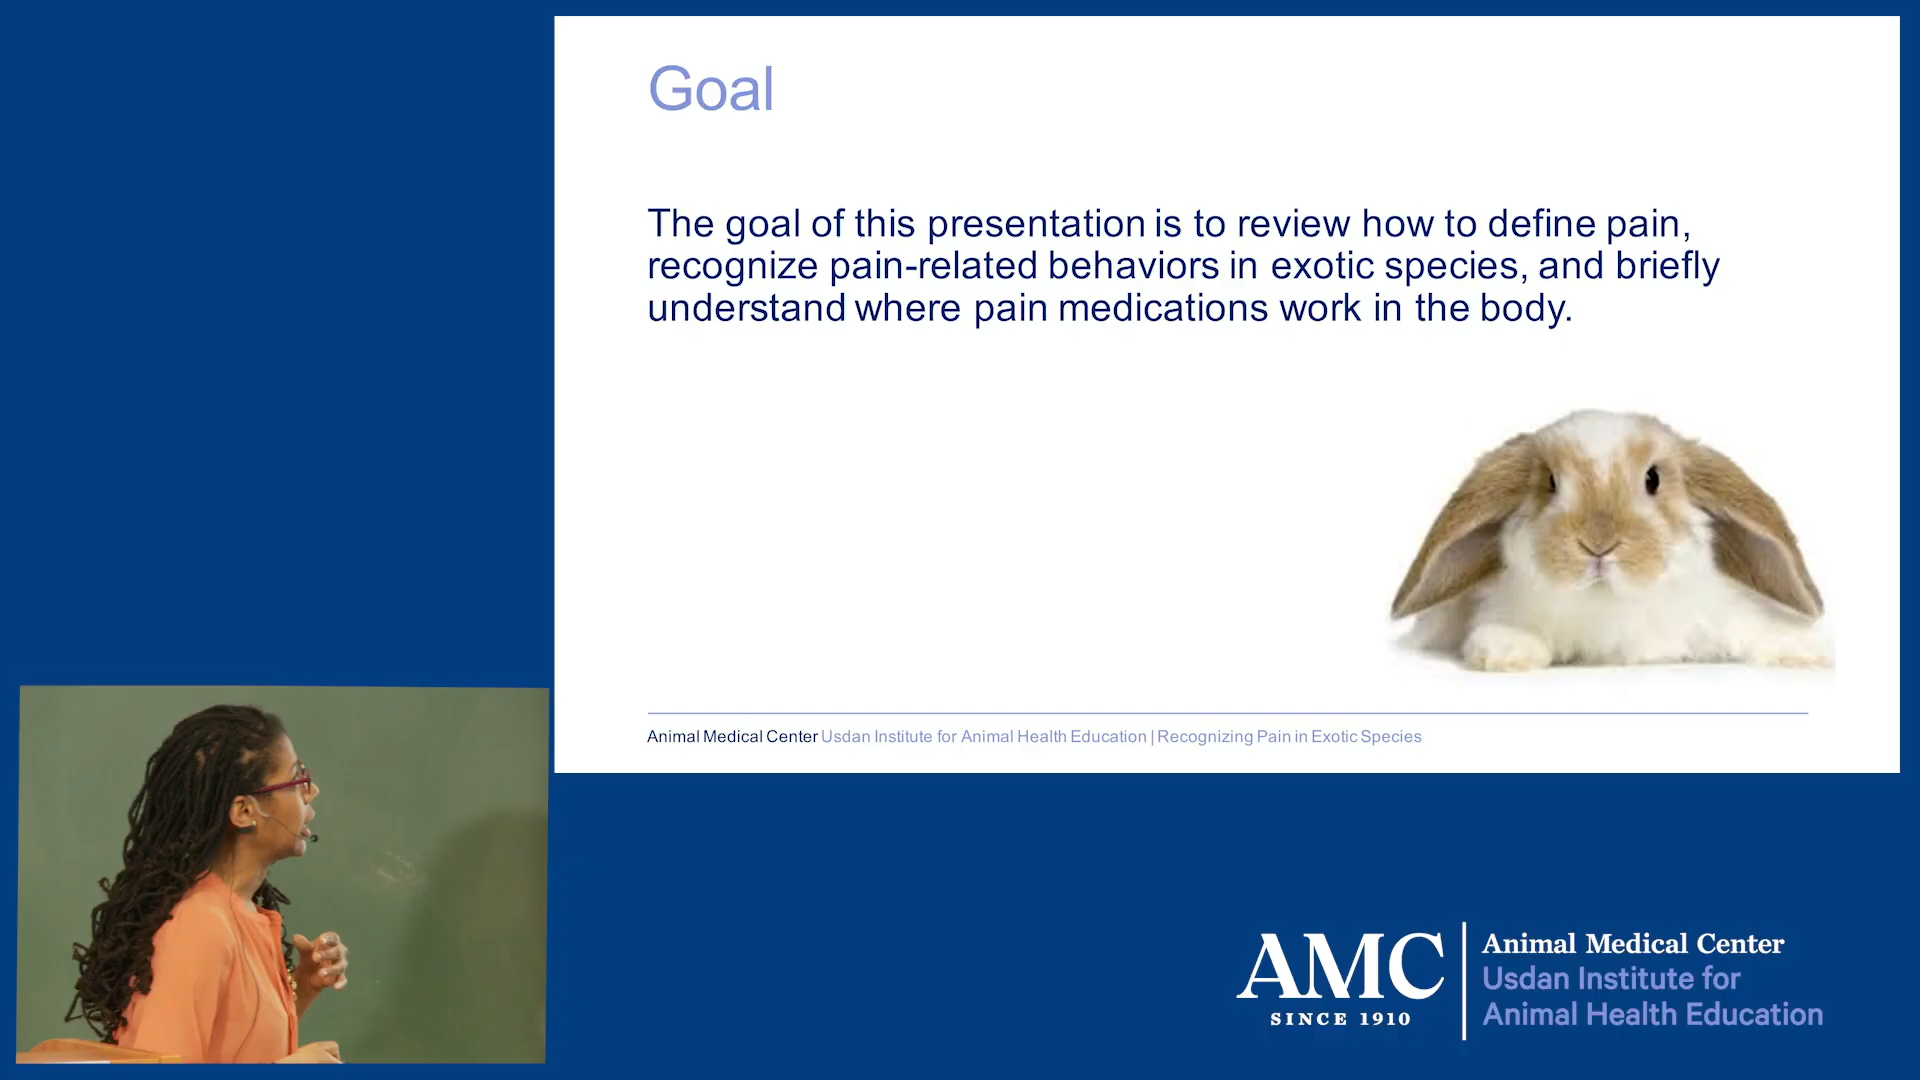 Goal
The goal of this presentation is to review how to define pain,
recognize pain-related behaviors in exotic species, and briefly
understand where pain medications work in the body.
Animal Medical Center Usdan Institute for Animal Health Education | Recognizing Pain in Exotic Species
AMC
SINCE 1910
Animal Medical Center
Usdan Institute for
Animal Health Education